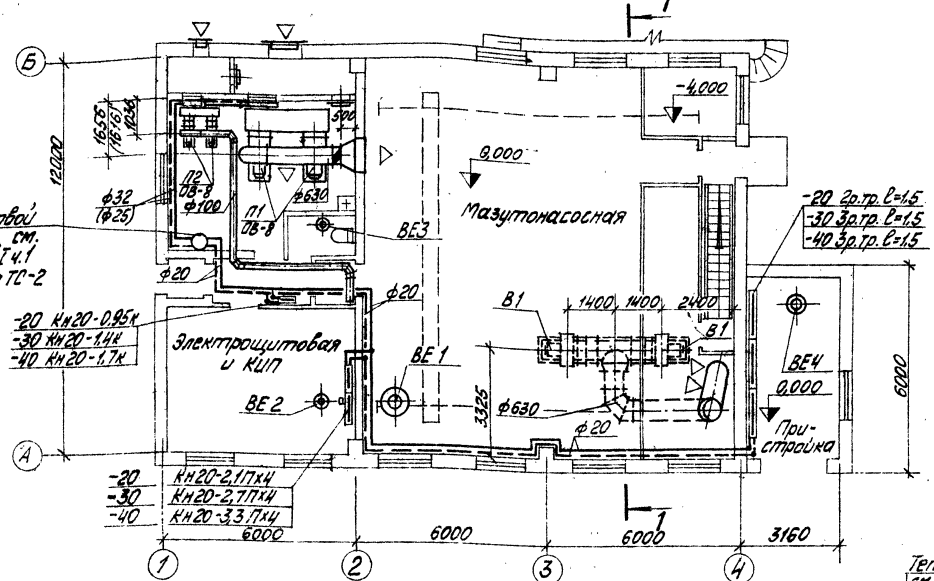 1
Б
-4,000
1656
(1616)
1036
500
12000
0,000
П2
ОВ-8
ф100
П1
ОВ-8
ф630
Мазутонасосная
-20 2р.тр. ℓ=1.5
-30 3р.тр. ℓ=1.5
-40 3р.тр. ℓ=1.5
ф32
(ф25)
см.
ч.1
ТС-2
ВЕ3
ф20
ф20
В1
1400
1400
2400
В1
-20 Кн20-0.95к
-30 Кн20-1.4к
-40 Кн20-1.7к
Электрощитовая
и КИП
ВЕ 1
ВЕ4
3325
6000
ВЕ 2
0,000
ф630
ф20
При-
стройка
А
-20 Кн20-2,1Пх4
-30 Кн20-2,7Пх4
-40 Кн20-3,3Пх4
1
6000
6000
6000
3160
1
2
3
4